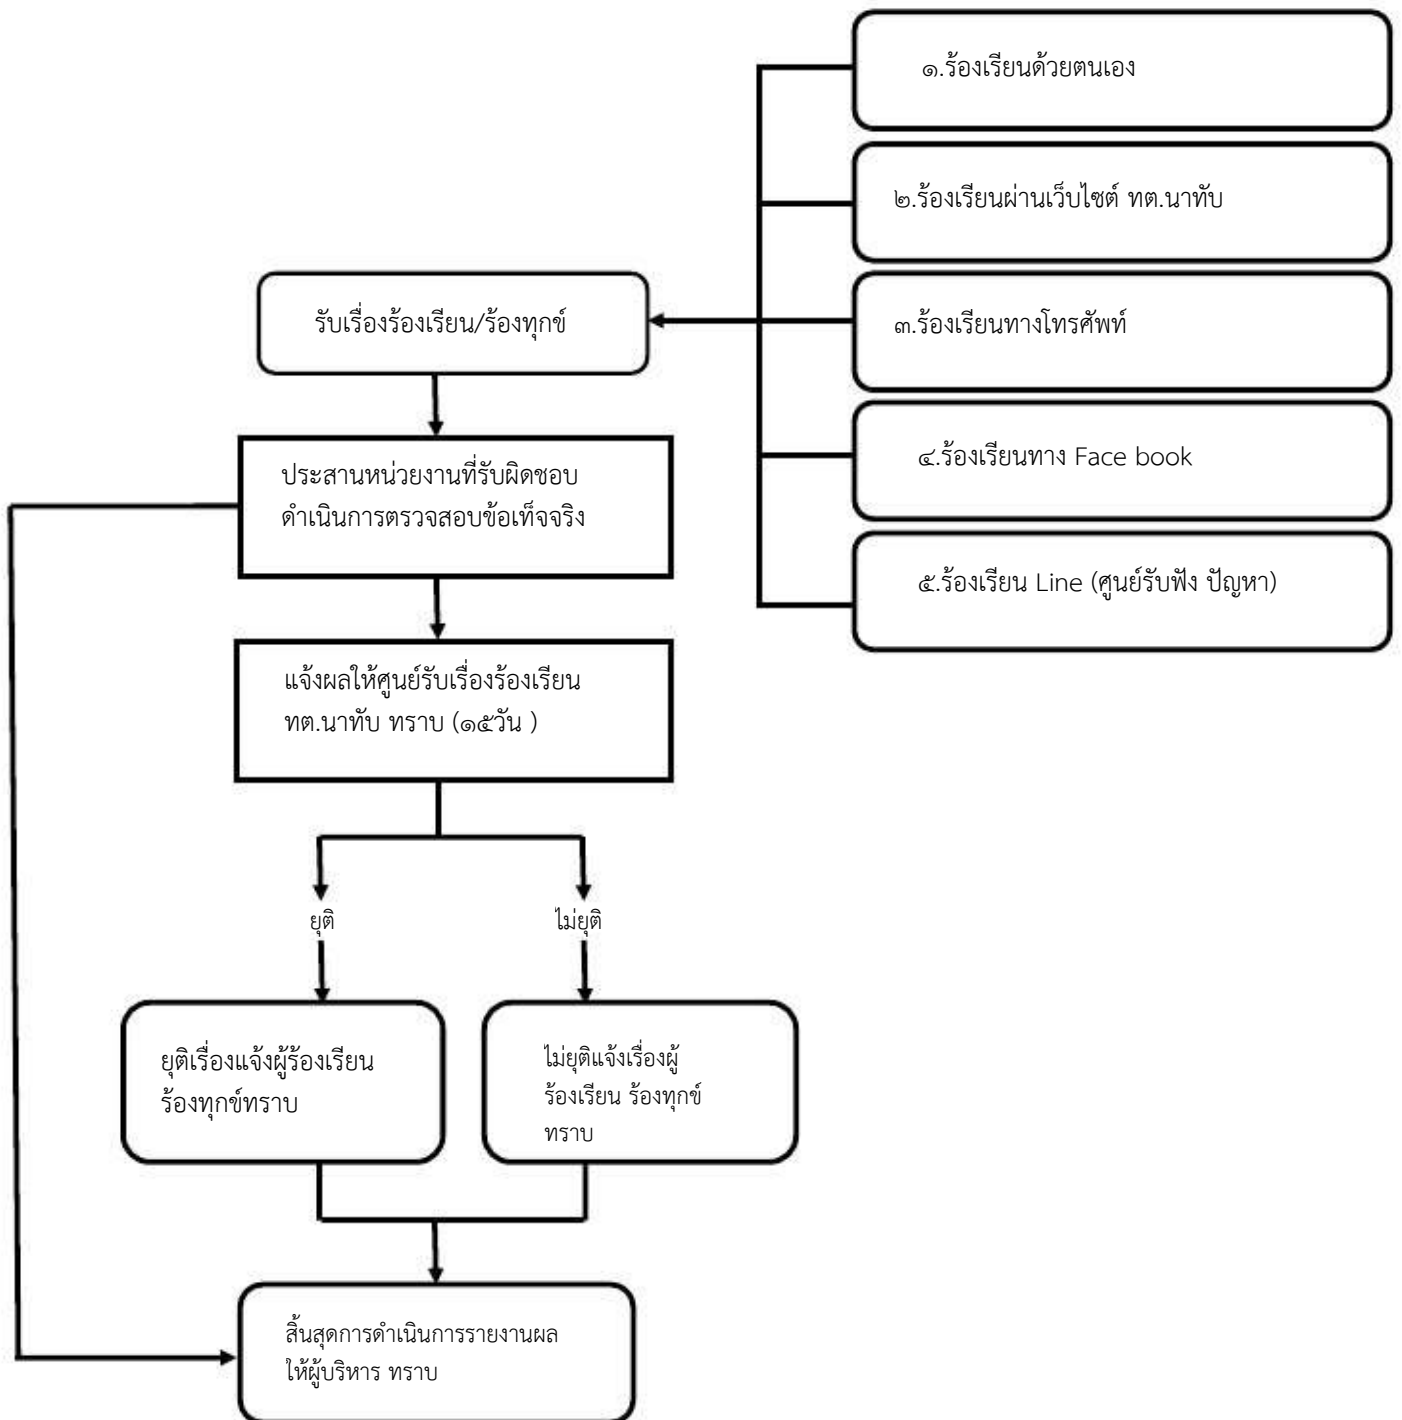 ๑.ร้องเรียนด้วยตนเอง
๒.ร้องเรียนผ่านเว็บไซต์ ทต.นาทับ
รับเรื่องร้องเรียน/ร้องทุกข์
๓.ร้องเรียนทางโทรศัพท์
๔.ร้องเรียนทาง Face book
๕.ร้องเรียน Line (ศูนย์รับฟัง ปัญหา)
ประสานหน่วยงานที่รับผิดชอบ
ดำเนินการตรวจสอบข้อเท็จจริง
แจ้งผลให้ศูนย์รับเรื่องร้องเรียน
ทต.นาทับ ทราบ (๑๕วัน )
ยุติ
ไม่ยุติ
ยุติเรื่องแจ้งผู้ร้องเรียน
ร้องทุกข์ทราบ
ไม่ยุติแจ้งเรื่องผู้
ร้องเรียน ร้องทุกข์
ทราบ
สิ้นสุดการดำเนินการรายงานผล
ให้ผู้บริหาร ทราบ